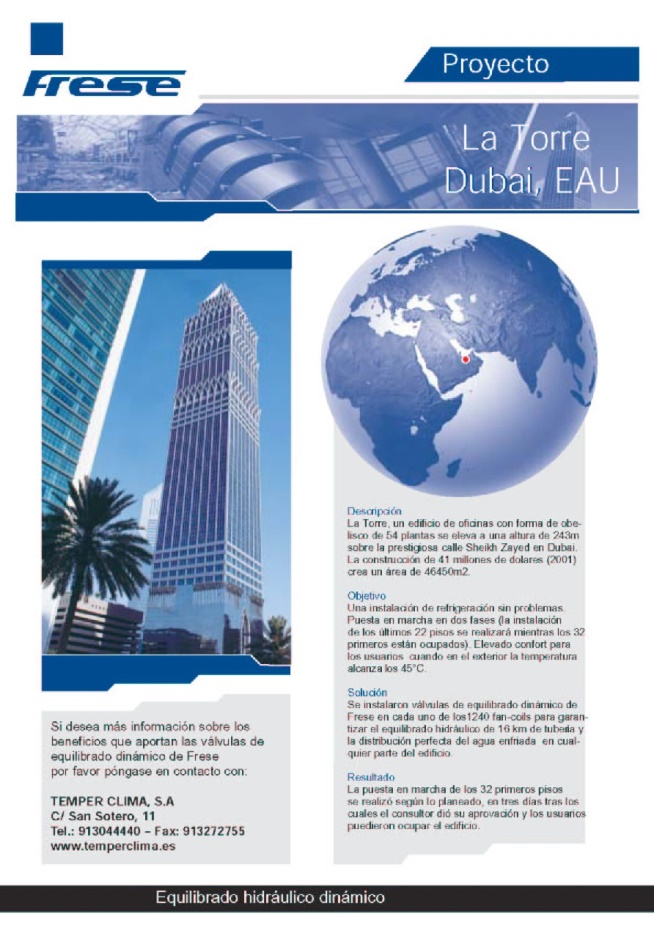 Frese
Proyecto
La Torre
Dubai, EAU
Descripción
La Torre, un edificio de oficinas con forma de obe-
lisco de 54 plantas se eleva a una altura de 243m
sobre la prestigiosa calle Sheikh Zayed en Dubai.
La construcción de 41 millones de dolares (2001)
crea un área de 46450m2.
Objetivo
Una instalación de refrigeración sin problemas.
Puesta en marcha en dos fases (la instalación
de los últimos 22 pisos se realizará mientras los 32
primeros están ocupados). Elevado confort para
los usuarios cuando en el exterior la temperatura
alcanza los 45°C.
Solución
Se instalaron válvulas de equilibrado dinámico de
Frese en cada uno de los1240 fan-coils para garan-
tizar el equilibrado hidráulico de 16 km de tubería y
la distribución perfecta del agua enfriada en cual-
quier parte del edificio.
Resultado
La puesta en marcha de los 32 primeros pisos
se realizó según lo planeado, en tres días tras los
cuales el consultor dió su aprovación y los usuarios
puedieron ocupar el edificio.
Si desea más información sobre los
beneficios que aportan las válvulas de
equilibrado dinámico de Frese
por favor póngase en contacto con:
TEMPER CLIMA, S.A
C/ San Sotero, 11
Tel.: 913044440 – Fax: 913272755
www.temperclima.es
Equilibrado hidráulico dinámico